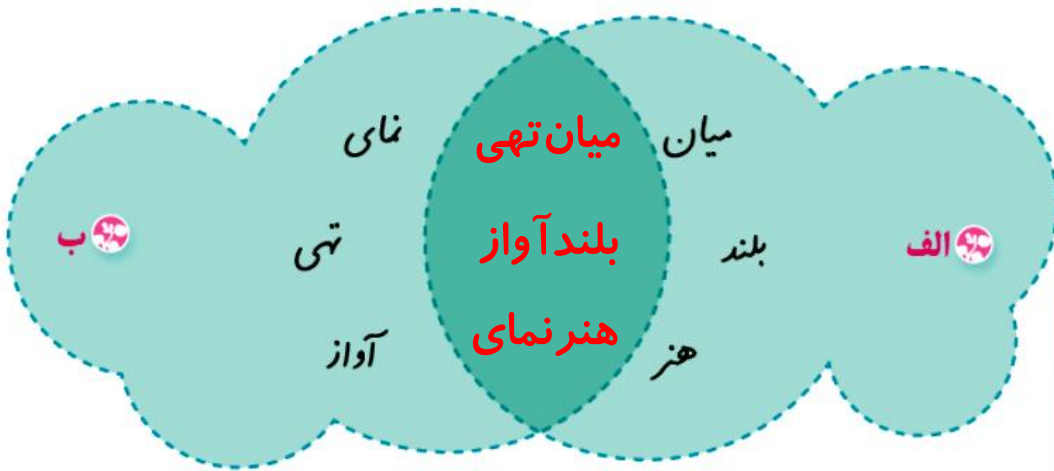 میان
میان‌تهی
نمای
الف
بلند
بلندآواز
تهی
ب
هنر
هنرنمای
آواز